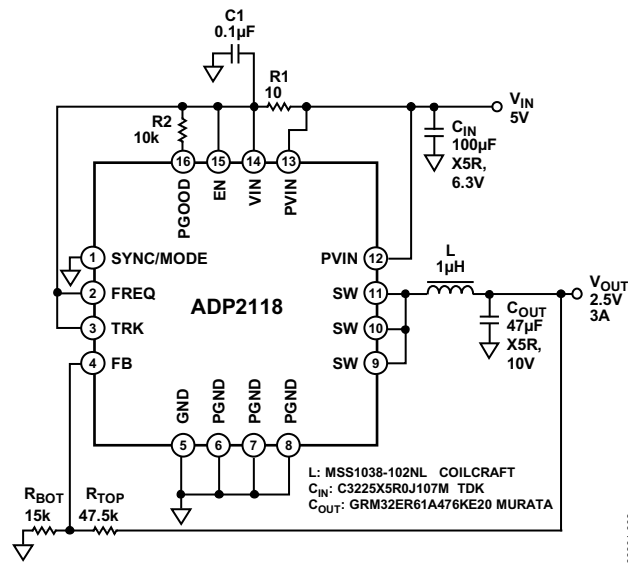 C1
0.1µF
R1
10
R2
10k
VIN
5V
CIN
100µF
X5R,
6.3V
16
15
14
13
PGOOD
EN
VIN
PVIN
1
SYNC/MODE
PVIN
12
L
1µH
2
FREQ
ADP2118
SW
11
VOUT
2.5V
3A
3
TRK
SW
10
COUT
47µF
X5R,
10V
4
FB
SW
9
GND
PGND
PGND
PGND
5
6
7
8
L: MSS1038-102NL COILCRAFT
CIN: C3225X5R0J107M TDK
COUT: GRM32ER61A476KE20 MURATA
RBOT
15k
RTOP
47.5k